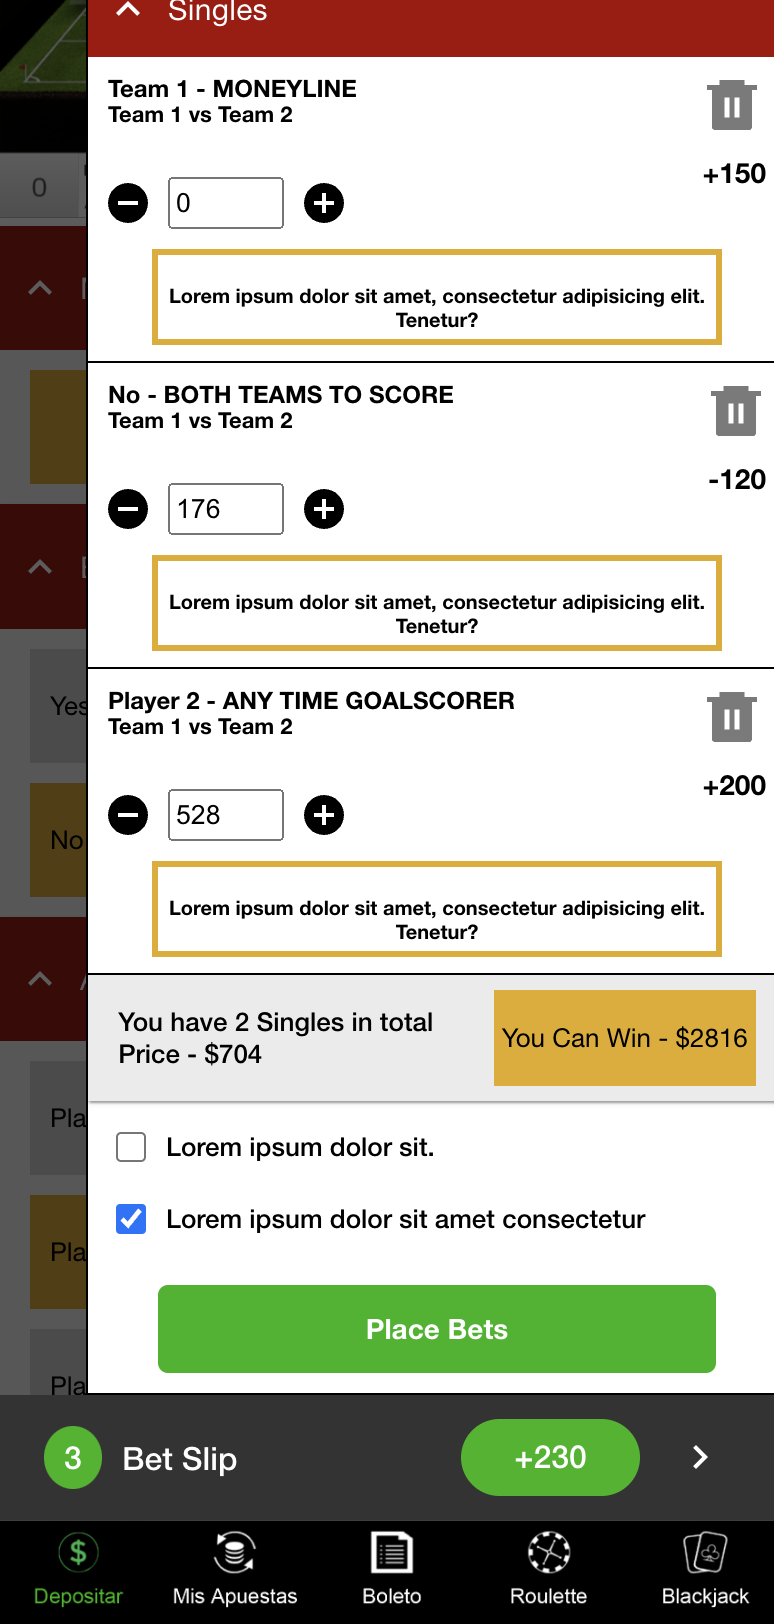 Singles
Team 1 - MONEYLINE
Team 1 vs Team 2
+150
0
0
Lorem ipsum dolor sit amet, consectetur adipisicing elit.
Tenetur?
No - BOTH TEAMS TO SCORE
Team 1 vs Team 2
-120
176
Lorem ipsum dolor sit amet, consectetur adipisicing elit.
Tenetur?
Yes
Player 2 - ANY TIME GOALSCORER
Team 1 vs Team 2
+200
528
No
Lorem ipsum dolor sit amet, consectetur adipisicing elit.
Tenetur?
You have 2 Singles in total
Price - $704
You Can Win - $2816
Pla
Lorem ipsum dolor sit.
Lorem ipsum dolor sit amet consectetur
Pla
Place Bets
Pla
3 Bet Slip +230
$
Depositar Mis Apuestas Boleto Roulette Blackjack